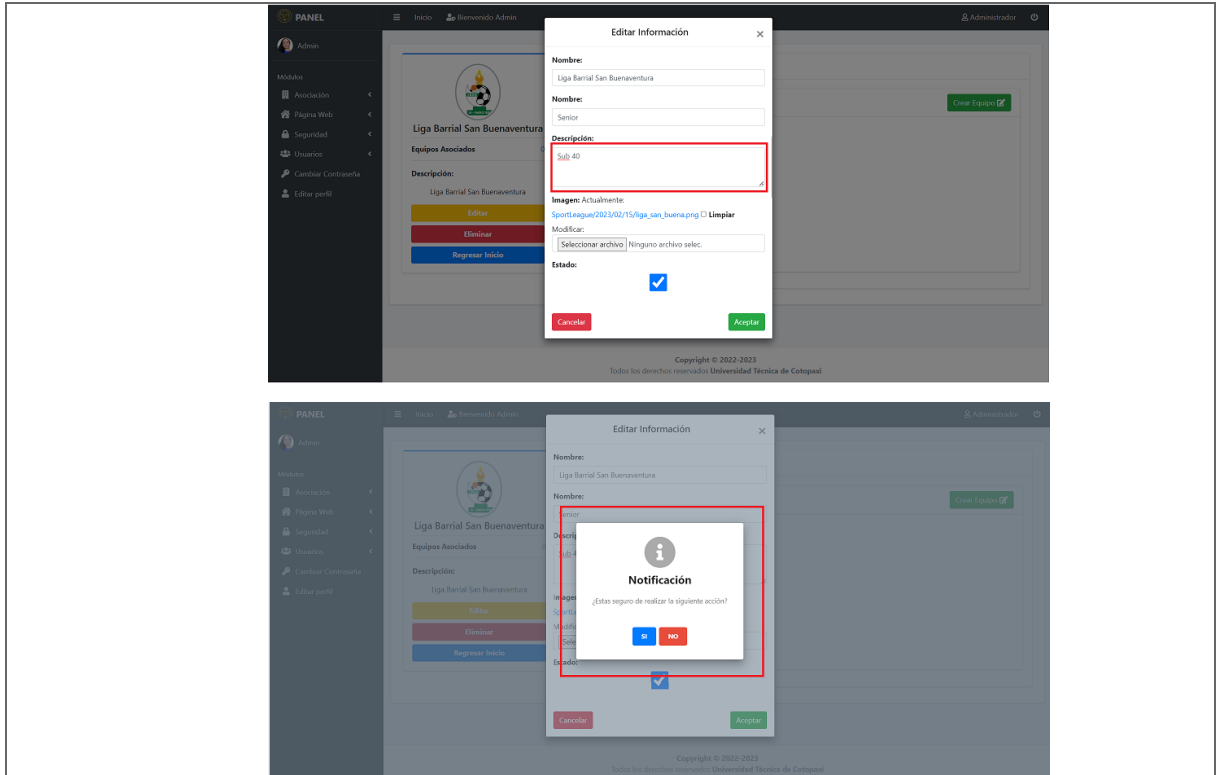 PANEL
Inicio Bienvenido Admin
Administrador
Admin
Módulos
Asociación
Página Web
Seguridad
Usuarios
Cambiar Contraseña
Editar perfil
Liga Barrial San Buenaventura
Equipos Asociados
Descripción:
Liga Barrial San Buenaventura
Editar
Eliminar
Regresar Inicio
Crear Equipo
Editar Información
×
Nombre:
Liga Barrial San Buenaventura
Nombre:
Senior
Descripción:
Sub 40
Imagen: Actualmente:
SportLeague/2023/02/15/liga_san_buena.png Limpiar
Modificar:
Seleccionar archivo Ninguno archivo selec.
Estado:
Cancelar Aceptar
Copyright © 2022-2023
Todos los derechos reservados Universidad Técnica de Cotopaxi
PANEL
Inicio Bienvenido Admin
Administrador
Admin
Módulos
Asociación
Página Web
Seguridad
Usuarios
Cambiar Contraseña
Editar perfil
Liga Barrial San Buenaventura
Equipos Asociados
Descripción:
Liga Barrial San Buenaventura
Editar
Eliminar
Regresar Inicio
Crear Equipo
Editar Información
×
Nombre:
Liga Barrial San Buenaventura
Nombre:
Senior
Notificación
¿Estas seguro de realizar la siguiente acción?
SI NO
Estado:
Cancelar Aceptar
Copyright © 2022-2023
Todos los derechos reservados Universidad Técnica de Cotopaxi